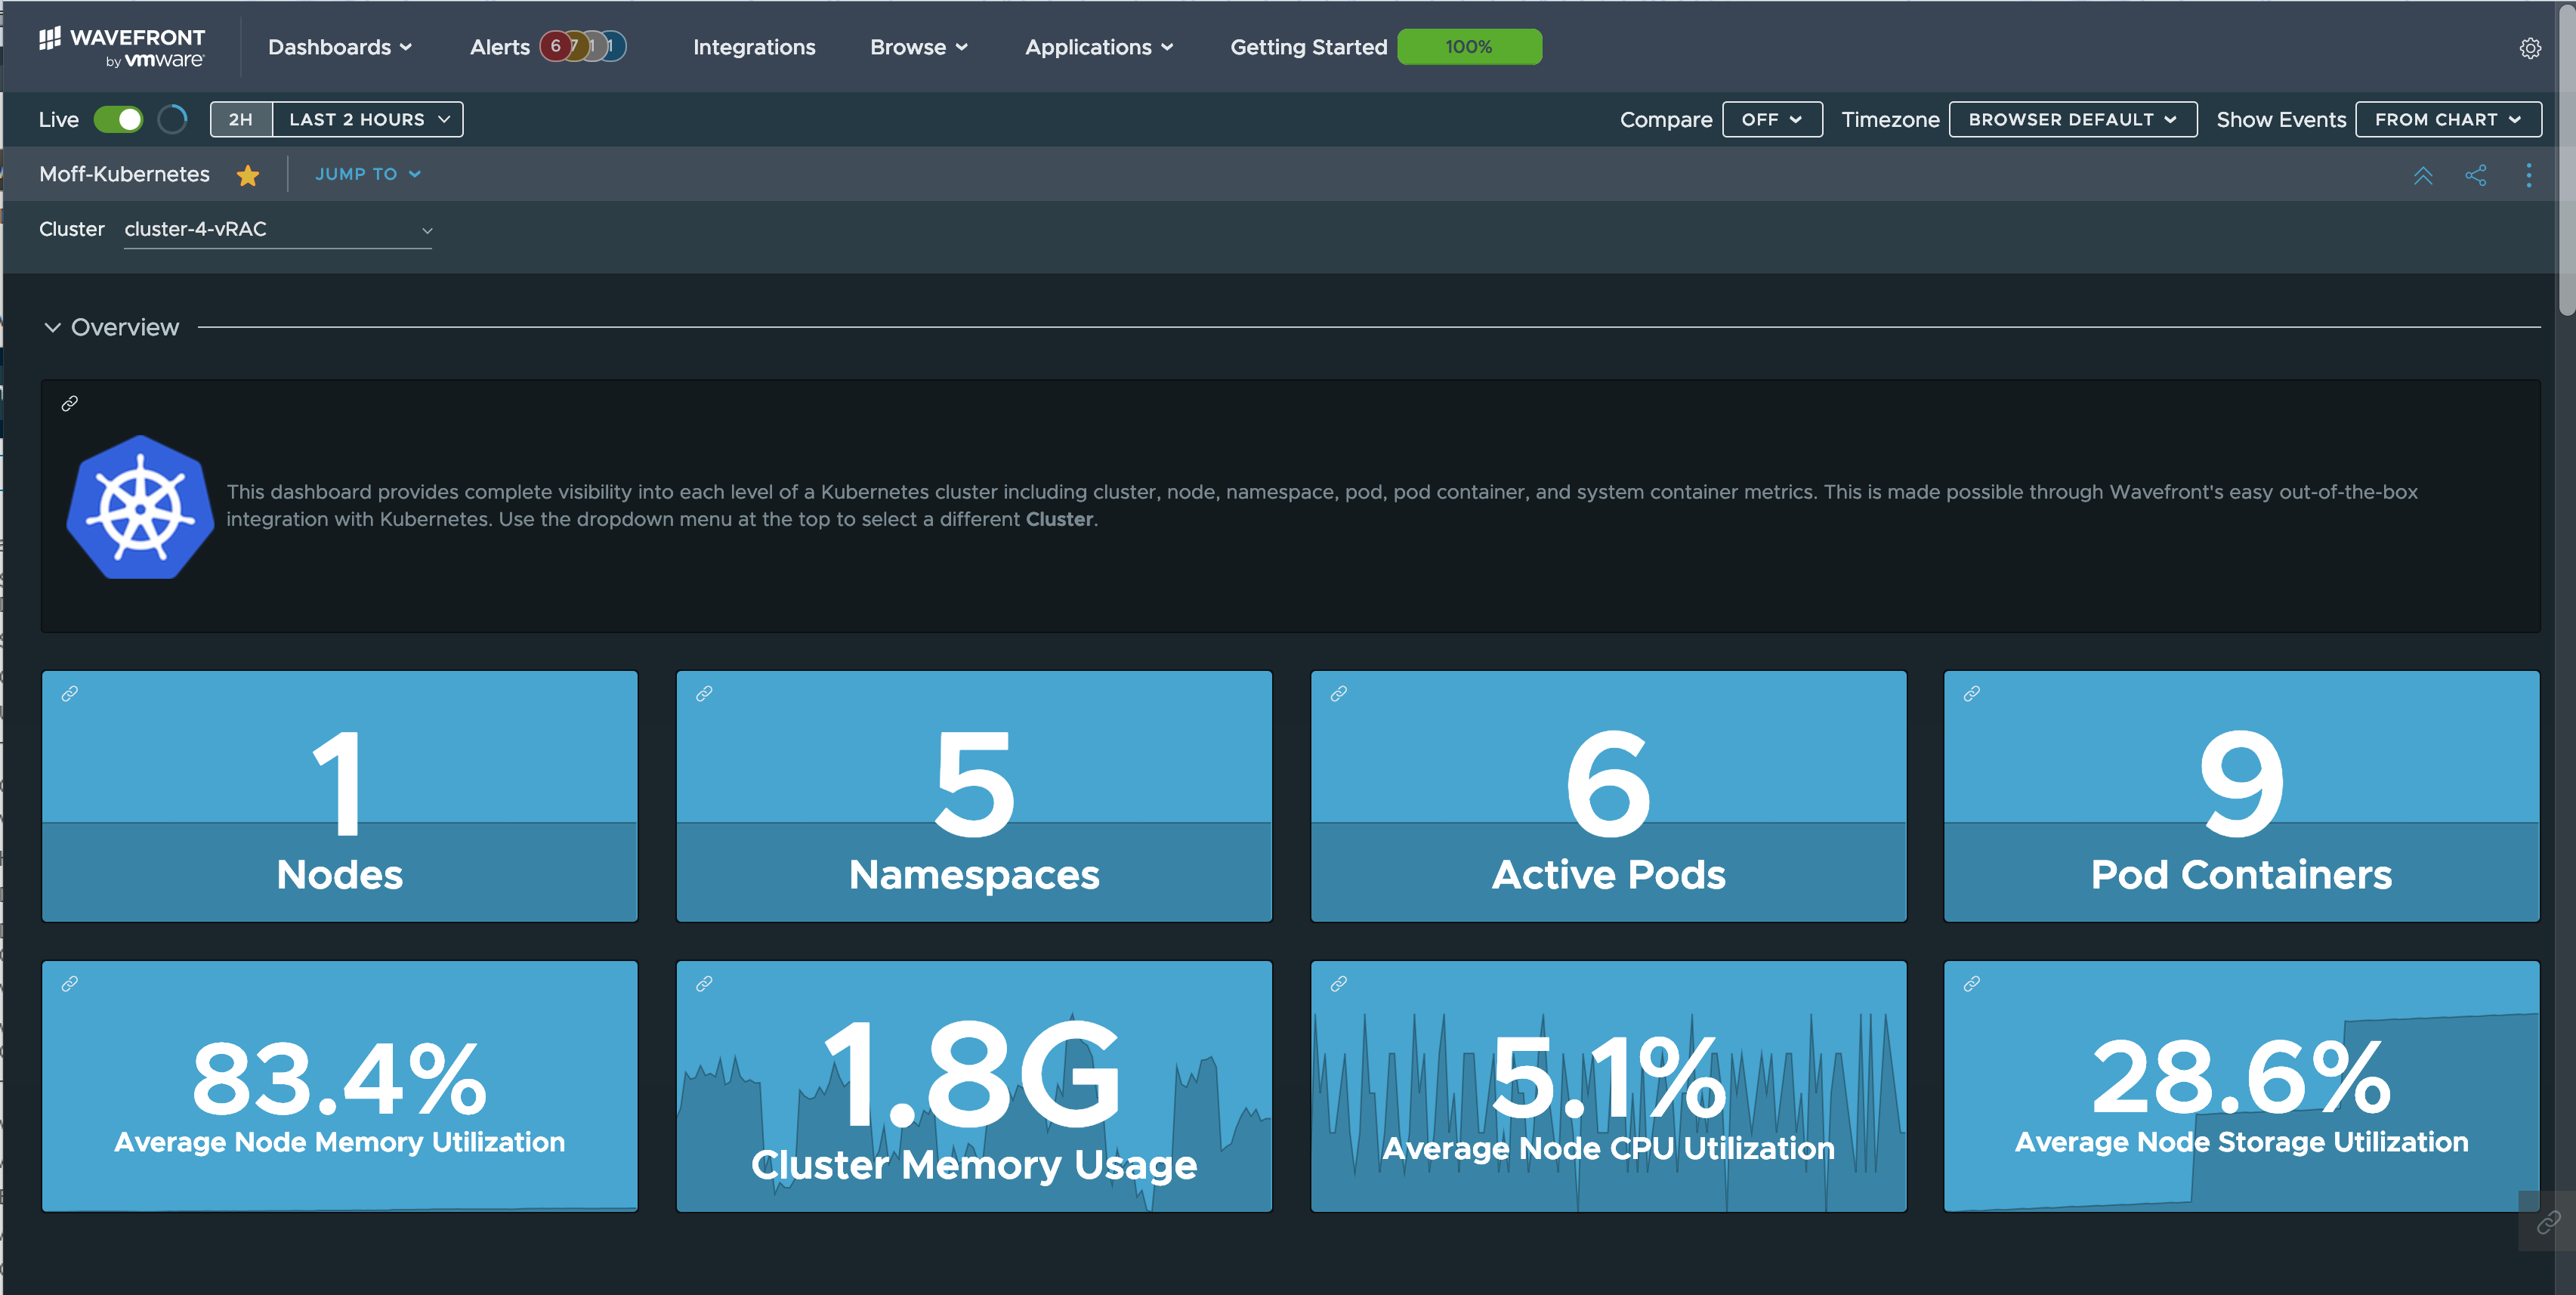 WAVEFRONT
by vmware
Dashboards
Alerts 6 7 1 1
Integrations
Browse
Applications
Getting Started 100%
Live
2H LAST 2 HOURS
Compare OFF
Timezone BROWSER DEFAULT
Show Events FROM CHART
Moff-Kubernetes
JUMP TO
Cluster cluster-4-vRAC
Overview
This dashboard provides complete visibility into each level of a Kubernetes cluster including cluster, node, namespace, pod, pod container, and system container metrics. This is made possible through Wavefront's easy out-of-the-box
integration with Kubernetes. Use the dropdown menu at the top to select a different Cluster.
1
Nodes
5
Namespaces
6
Active Pods
9
Pod Containers
83.4%
Average Node Memory Utilization
1.8G
Cluster Memory Usage
5.1%
Average Node CPU Utilization
28.6%
Average Node Storage Utilization